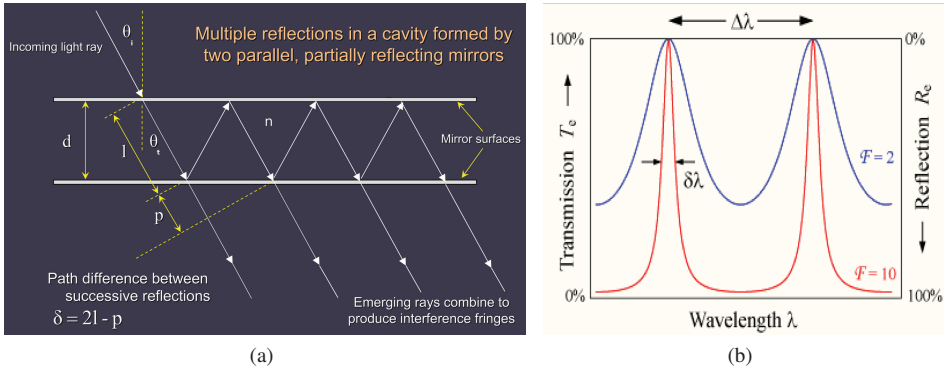 Incoming light ray
θi
Multiple reflections in a cavity formed by
two parallel, partially reflecting mirrors
d
l
θt
n
Mirror surfaces
p
Path difference between
successive reflections
δ = 2l - p
Emerging rays combine to
produce interference fringes
(a)
Δλ
100%
0%
Transmission Te
Reflection Re
F = 2
δλ
F = 10
0%
100%
Wavelength λ
(b)